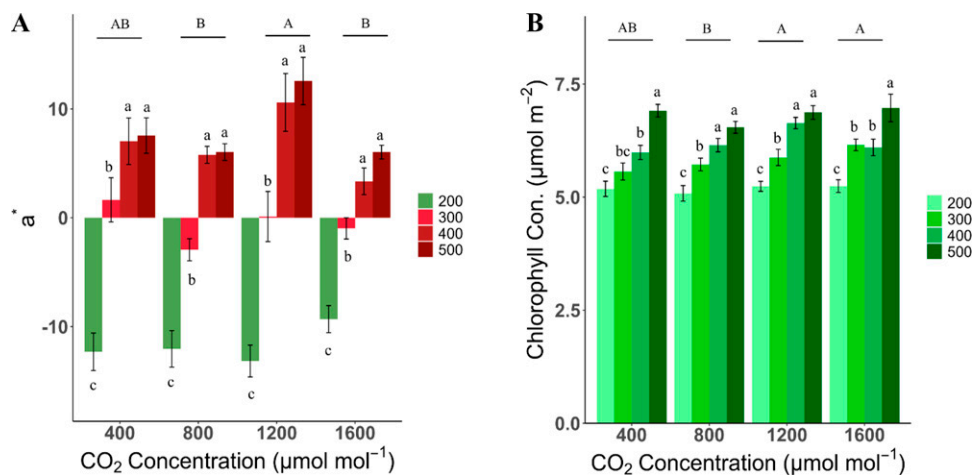 A
AB
B
A
B
a
a
b
c
a
a
b
c
a
a
b
c
a
a
b
c
10
0
-10
a*
400
800
1200
1600
CO2 Concentration (µmol mol−1)
200
300
400
500
B
AB
B
A
A
7.5
5.0
2.5
0.0
Chlorophyll Con. (µmol m−2)
c
bc
b
a
c
b
a
a
c
b
a
a
c
b
b
a
400
800
1200
1600
CO2 Concentration (µmol mol−1)
200
300
400
500